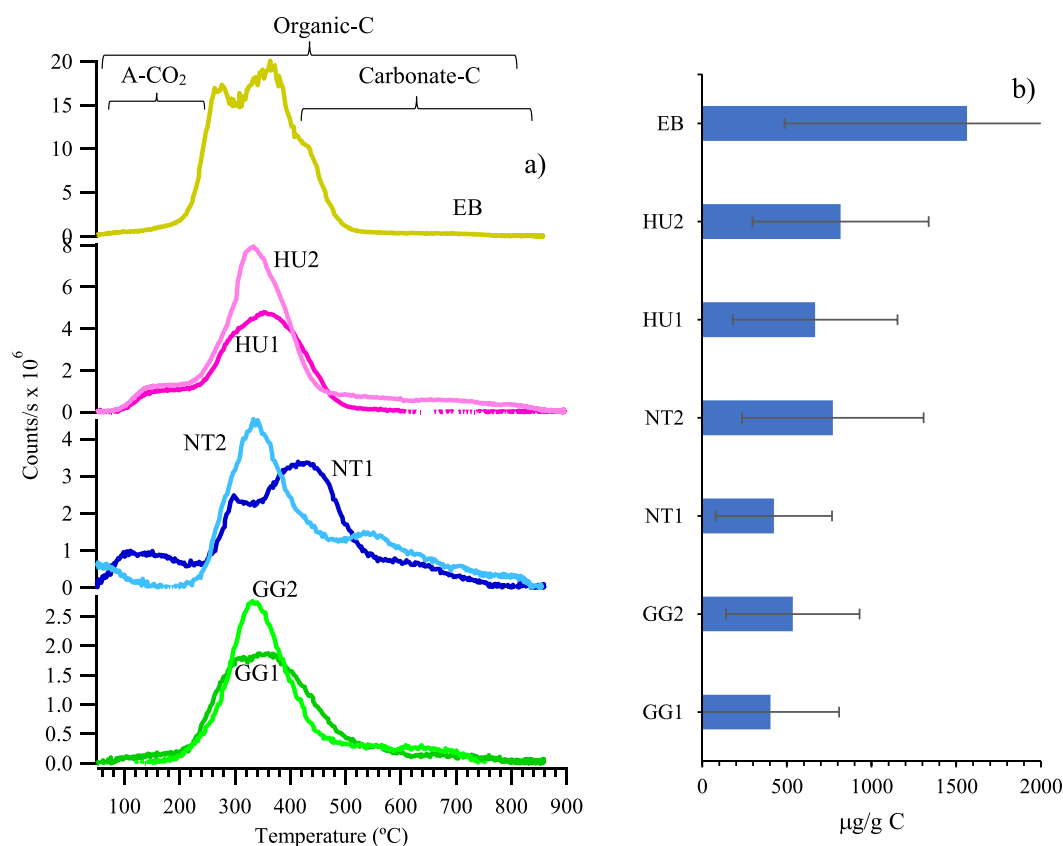 Organic-C
A-CO₂
Carbonate-C
a)
20
15
10
5
0
EB
8
6
4
2
0
HU2
HU1
4
3
2
1
0
NT2
NT1
2.5
2.0
1.5
1.0
0.5
0.0
GG2
GG1
Counts/s x 10⁶
100 200 300 400 500 600 700 800 900
Temperature (ºC)
b)
EB
HU2
HU1
NT2
NT1
GG2
GG1
0 500 1000 1500 2000
μg/g C